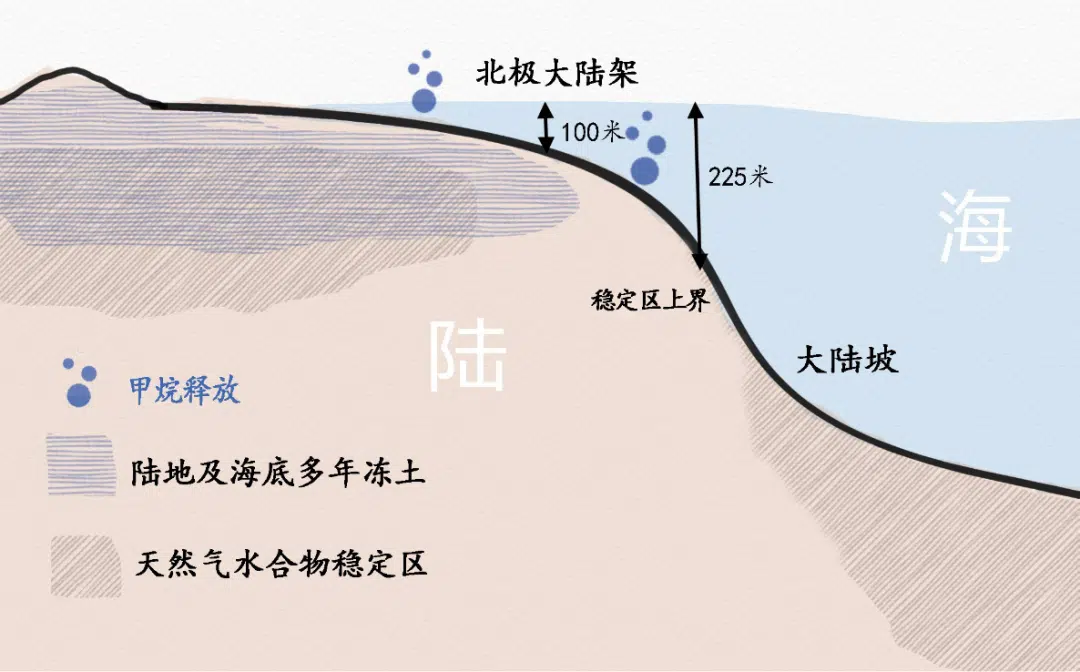 北极大陆架
100米
225米
海
稳定区上界
陆
大陆坡
甲烷释放
陆地及海底多年冻土
天然气水合物稳定区